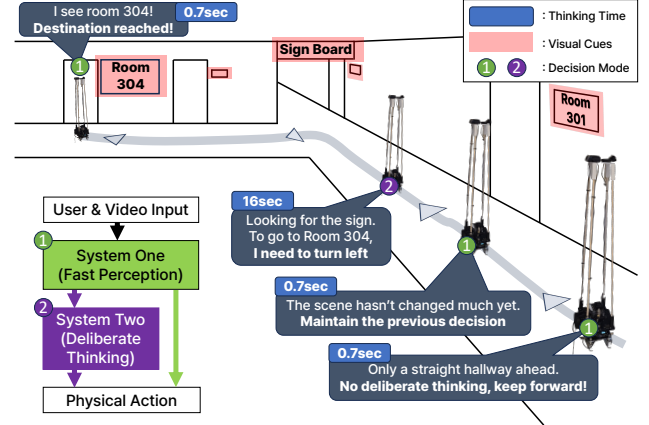 I see room 304!
Destination reached!
0.7sec
1
Room
304
Sign Board
: Thinking Time
: Visual Cues
1 2 : Decision Mode
Room
301
2
16sec
Looking for the sign.
To go to Room 304,
I need to turn left
1
0.7sec
The scene hasn't changed much yet.
Maintain the previous decision
1
0.7sec
Only a straight hallway ahead.
No deliberate thinking, keep forward!
User & Video Input
1
System One
(Fast Perception)
2
System Two
(Deliberate
Thinking)
Physical Action